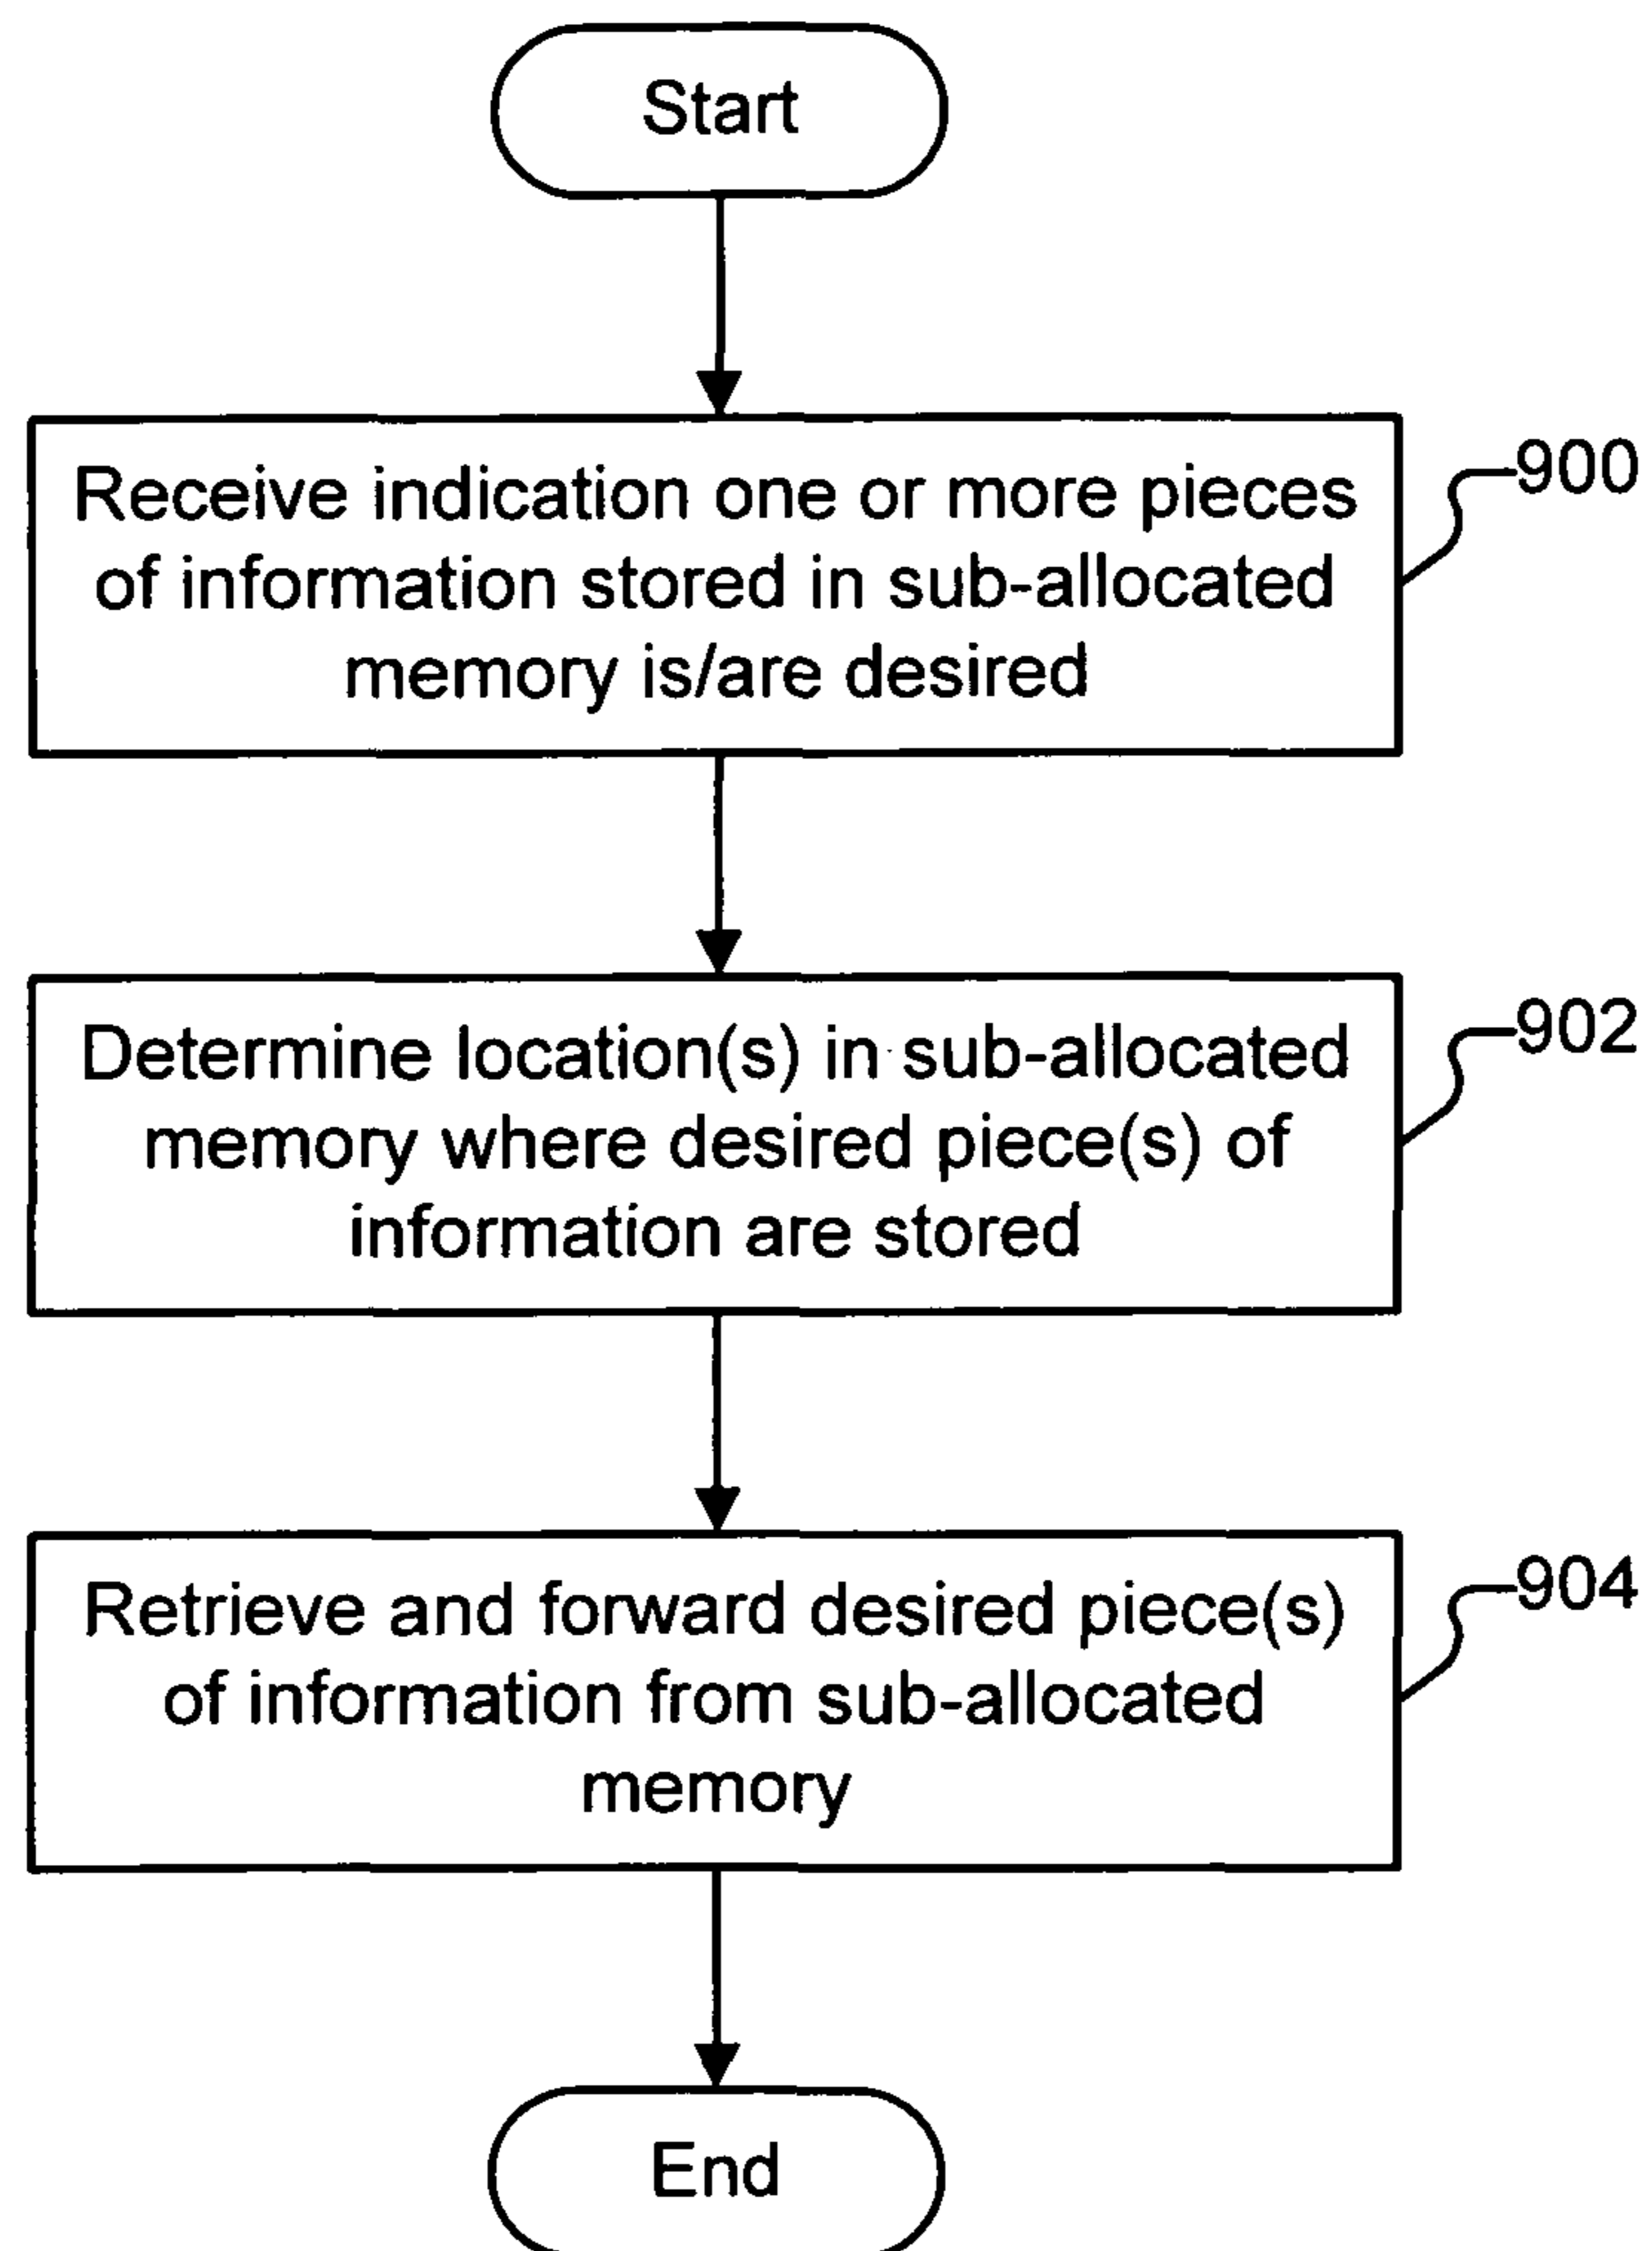 Start
Receive indication one or more pieces
of information stored in sub-allocated
memory is/are desired
900
Determine location(s) in sub-allocated
memory where desired piece(s) of
information are stored
902
Retrieve and forward desired piece(s)
of information from sub-allocated
memory
904
End